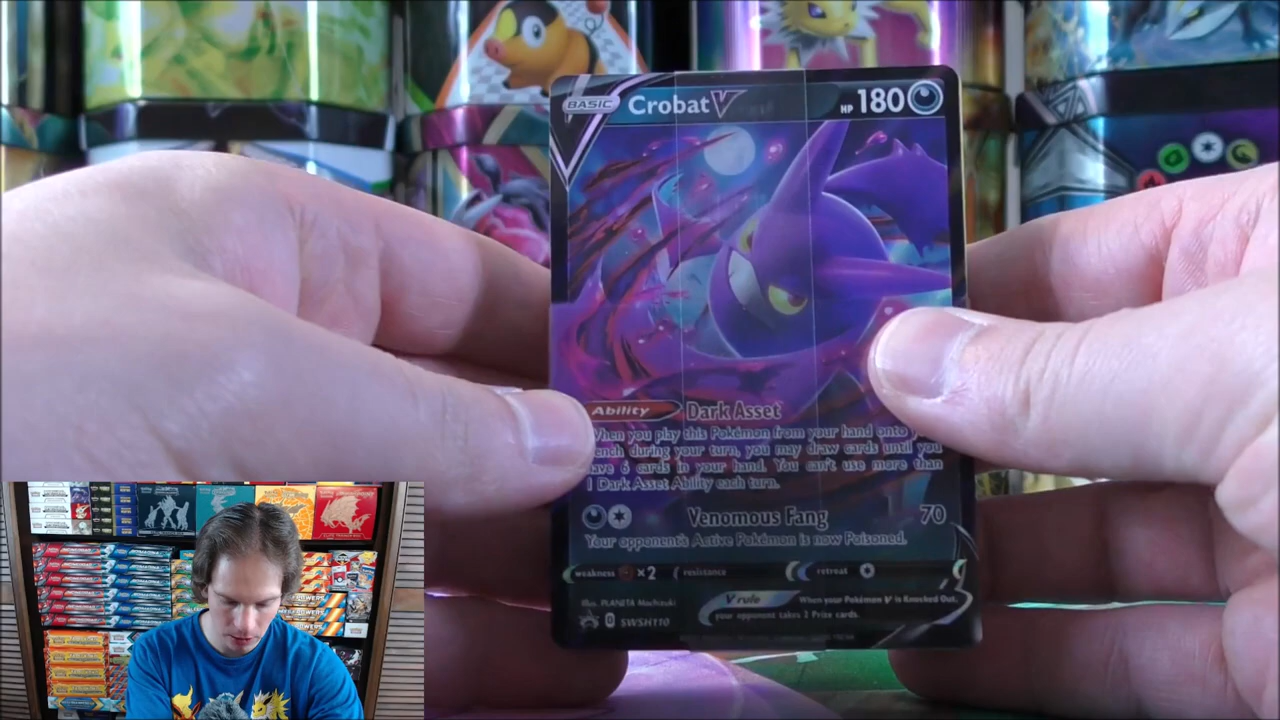 BASIC Crobat V HP 180
Ability Dark Asset
When you play this Pokémon from your hand onto
ench during your turn, you may draw cards until you
ave 6 cards in your hand. You can't use more than
1 Dark Asset Ability each turn.
Venomous Fang 70
Your opponent's Active Pokémon is now Poisoned.
weakness ×2 resistance retreat
Illus. PLANETA Mochizuki
SWSH110
V rule When your Pokémon V is Knocked Out,
your opponent takes 2 Prize cards.